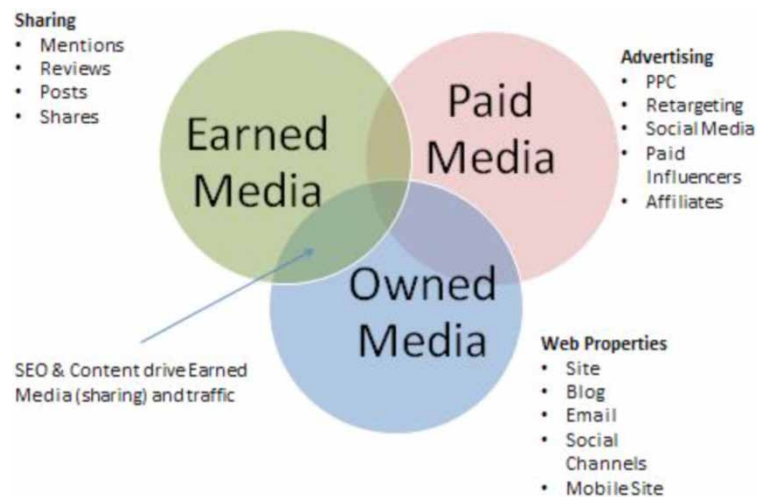 Sharing
• Mentions
• Reviews
• Posts
• Shares
Earned
Media
Paid
Media
Advertising
• PPC
• Retargeting
• Social Media
• Paid
Influencers
• Affiliates
Owned
Media
SEO & Content drive Earned
Media (sharing) and traffic
Web Properties
• Site
• Blog
• Email
• Social
Channels
• Mobile Site